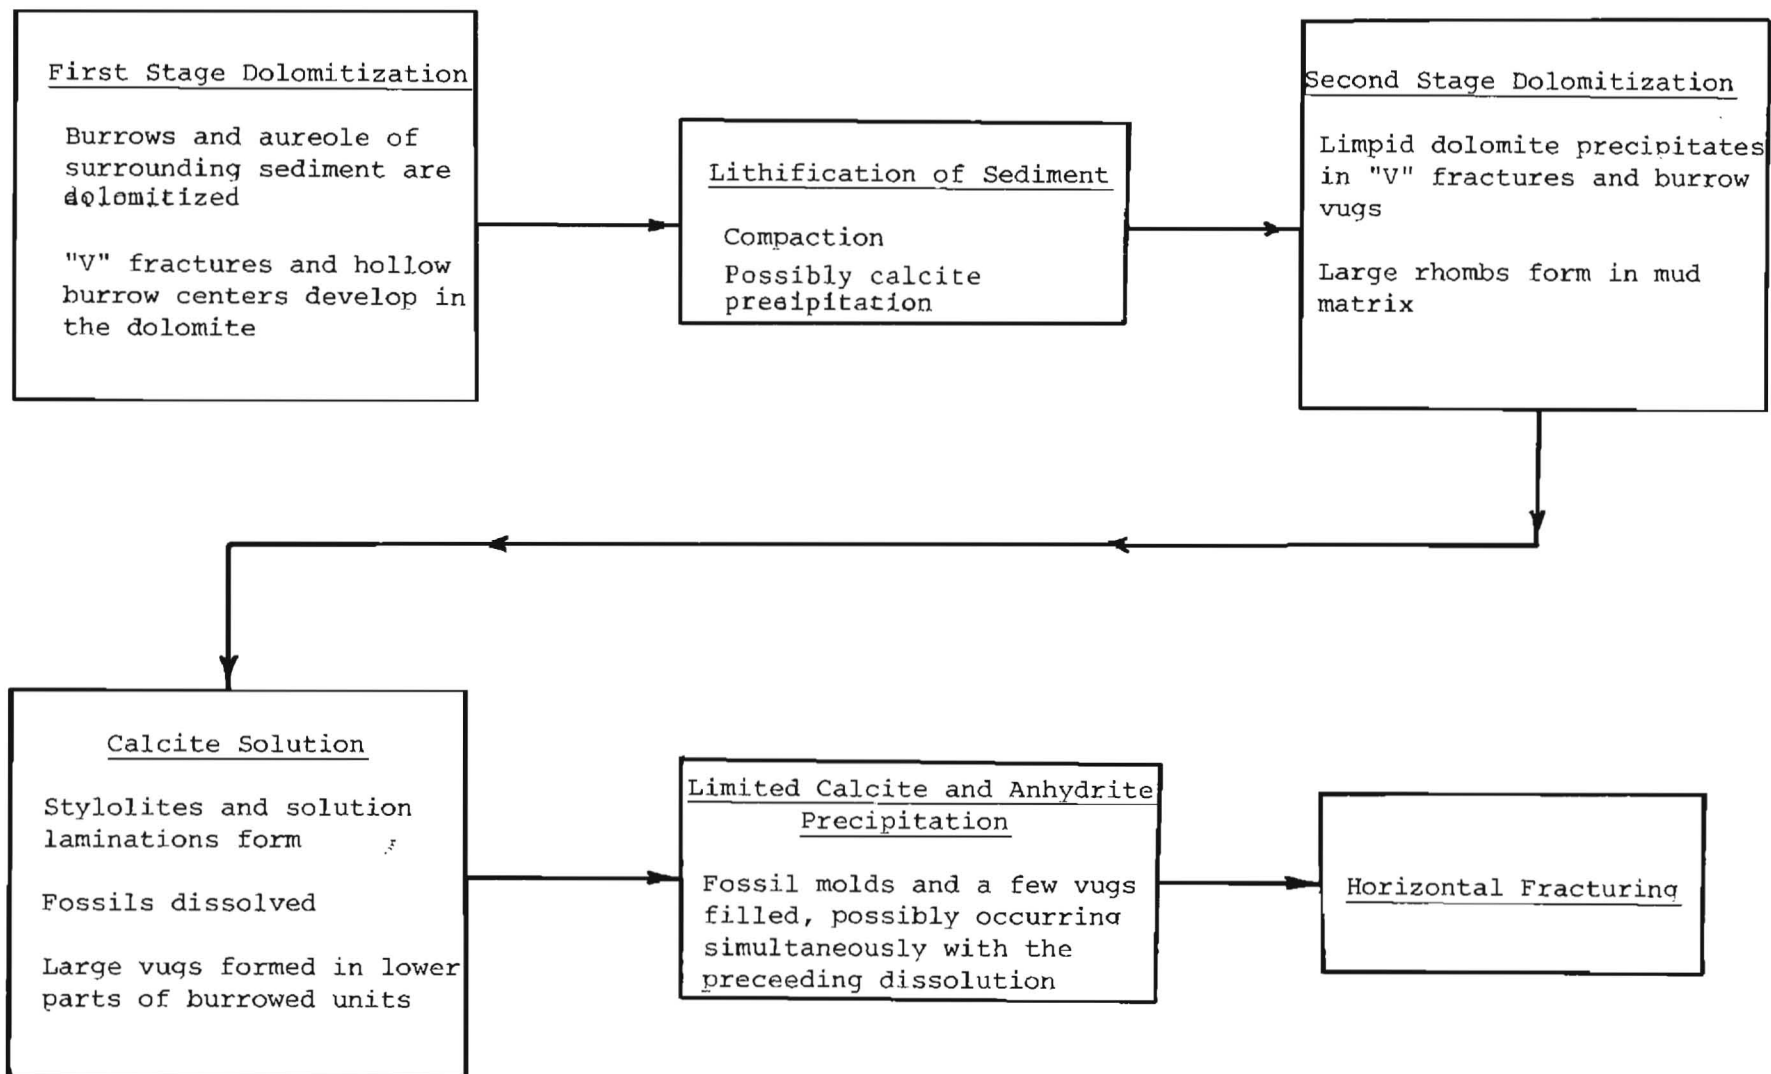 First Stage Dolomitization
Burrows and aureole of
surrounding sediment are
dolomitized
"V" fractures and hollow
burrow centers develop in
the dolomite
Lithification of Sediment
Compaction
Possibly calcite
precipitation
Second Stage Dolomitization
Limpid dolomite precipitates
in "V" fractures and burrow
vugs
Large rhombs form in mud
matrix
Calcite Solution
Stylolites and solution
laminations form
Fossils dissolved
Large vugs formed in lower
parts of burrowed units
Limited Calcite and Anhydrite
Precipitation
Fossil molds and a few vugs
filled, possibly occurring
simultaneously with the
preceeding dissolution
Horizontal Fracturing